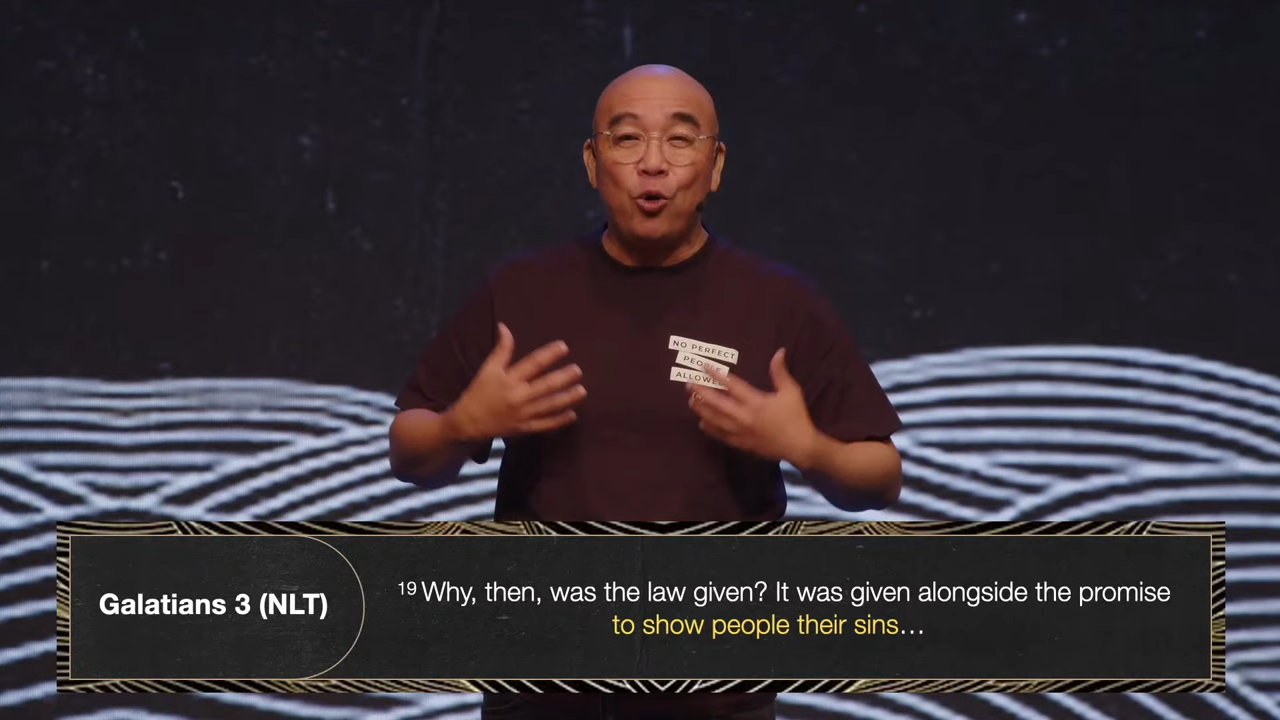 NO PERFECT
PEOPLE
ALLOWED
Galatians 3 (NLT)
19 Why, then, was the law given? It was given alongside the promise
to show people their sins…